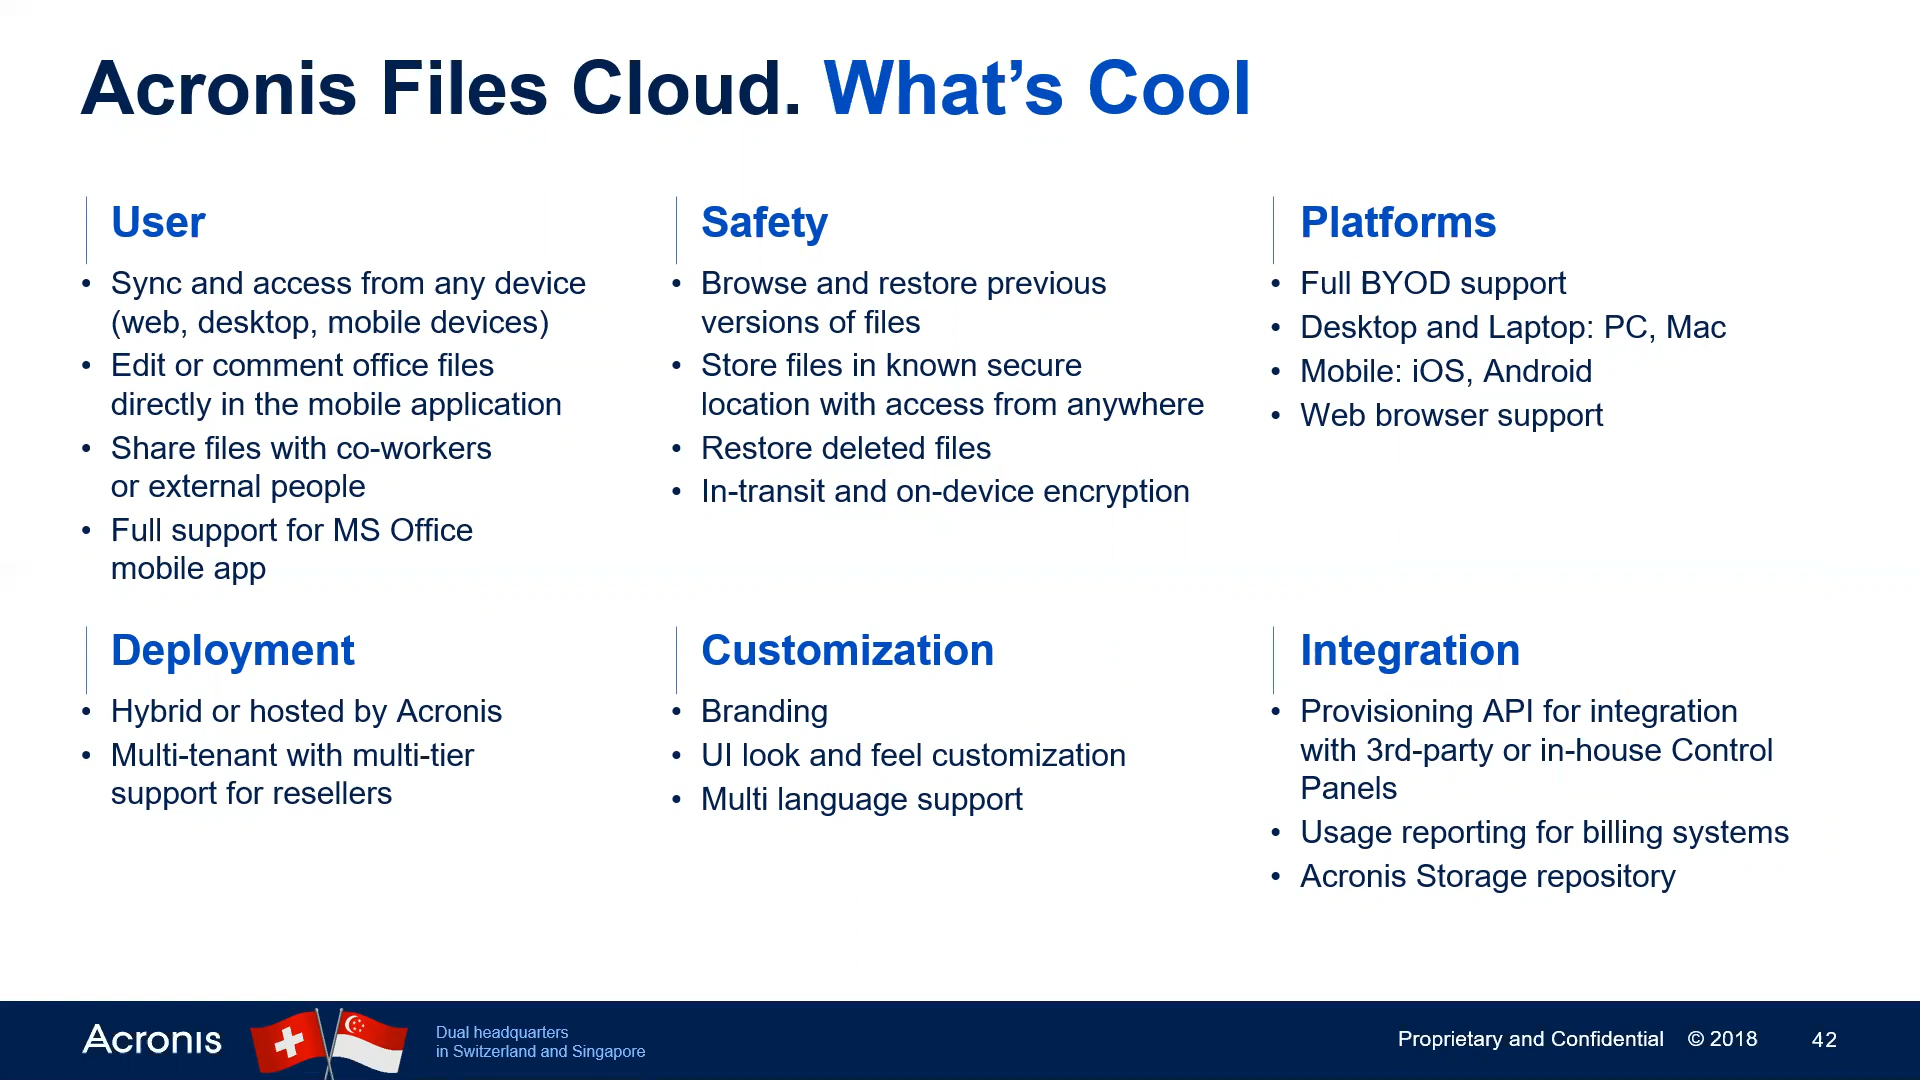 Acronis Files Cloud. What’s Cool
User
• Sync and access from any device
(web, desktop, mobile devices)
• Edit or comment office files
directly in the mobile application
• Share files with co-workers
or external people
• Full support for MS Office
mobile app
Safety
• Browse and restore previous
versions of files
• Store files in known secure
location with access from anywhere
• Restore deleted files
• In-transit and on-device encryption
Platforms
• Full BYOD support
• Desktop and Laptop: PC, Mac
• Mobile: iOS, Android
• Web browser support
Deployment
• Hybrid or hosted by Acronis
• Multi-tenant with multi-tier
support for resellers
Customization
• Branding
• UI look and feel customization
• Multi language support
Integration
• Provisioning API for integration
with 3rd-party or in-house Control
Panels
• Usage reporting for billing systems
• Acronis Storage repository
Acronis
Dual headquarters
in Switzerland and Singapore
Proprietary and Confidential © 2018 42